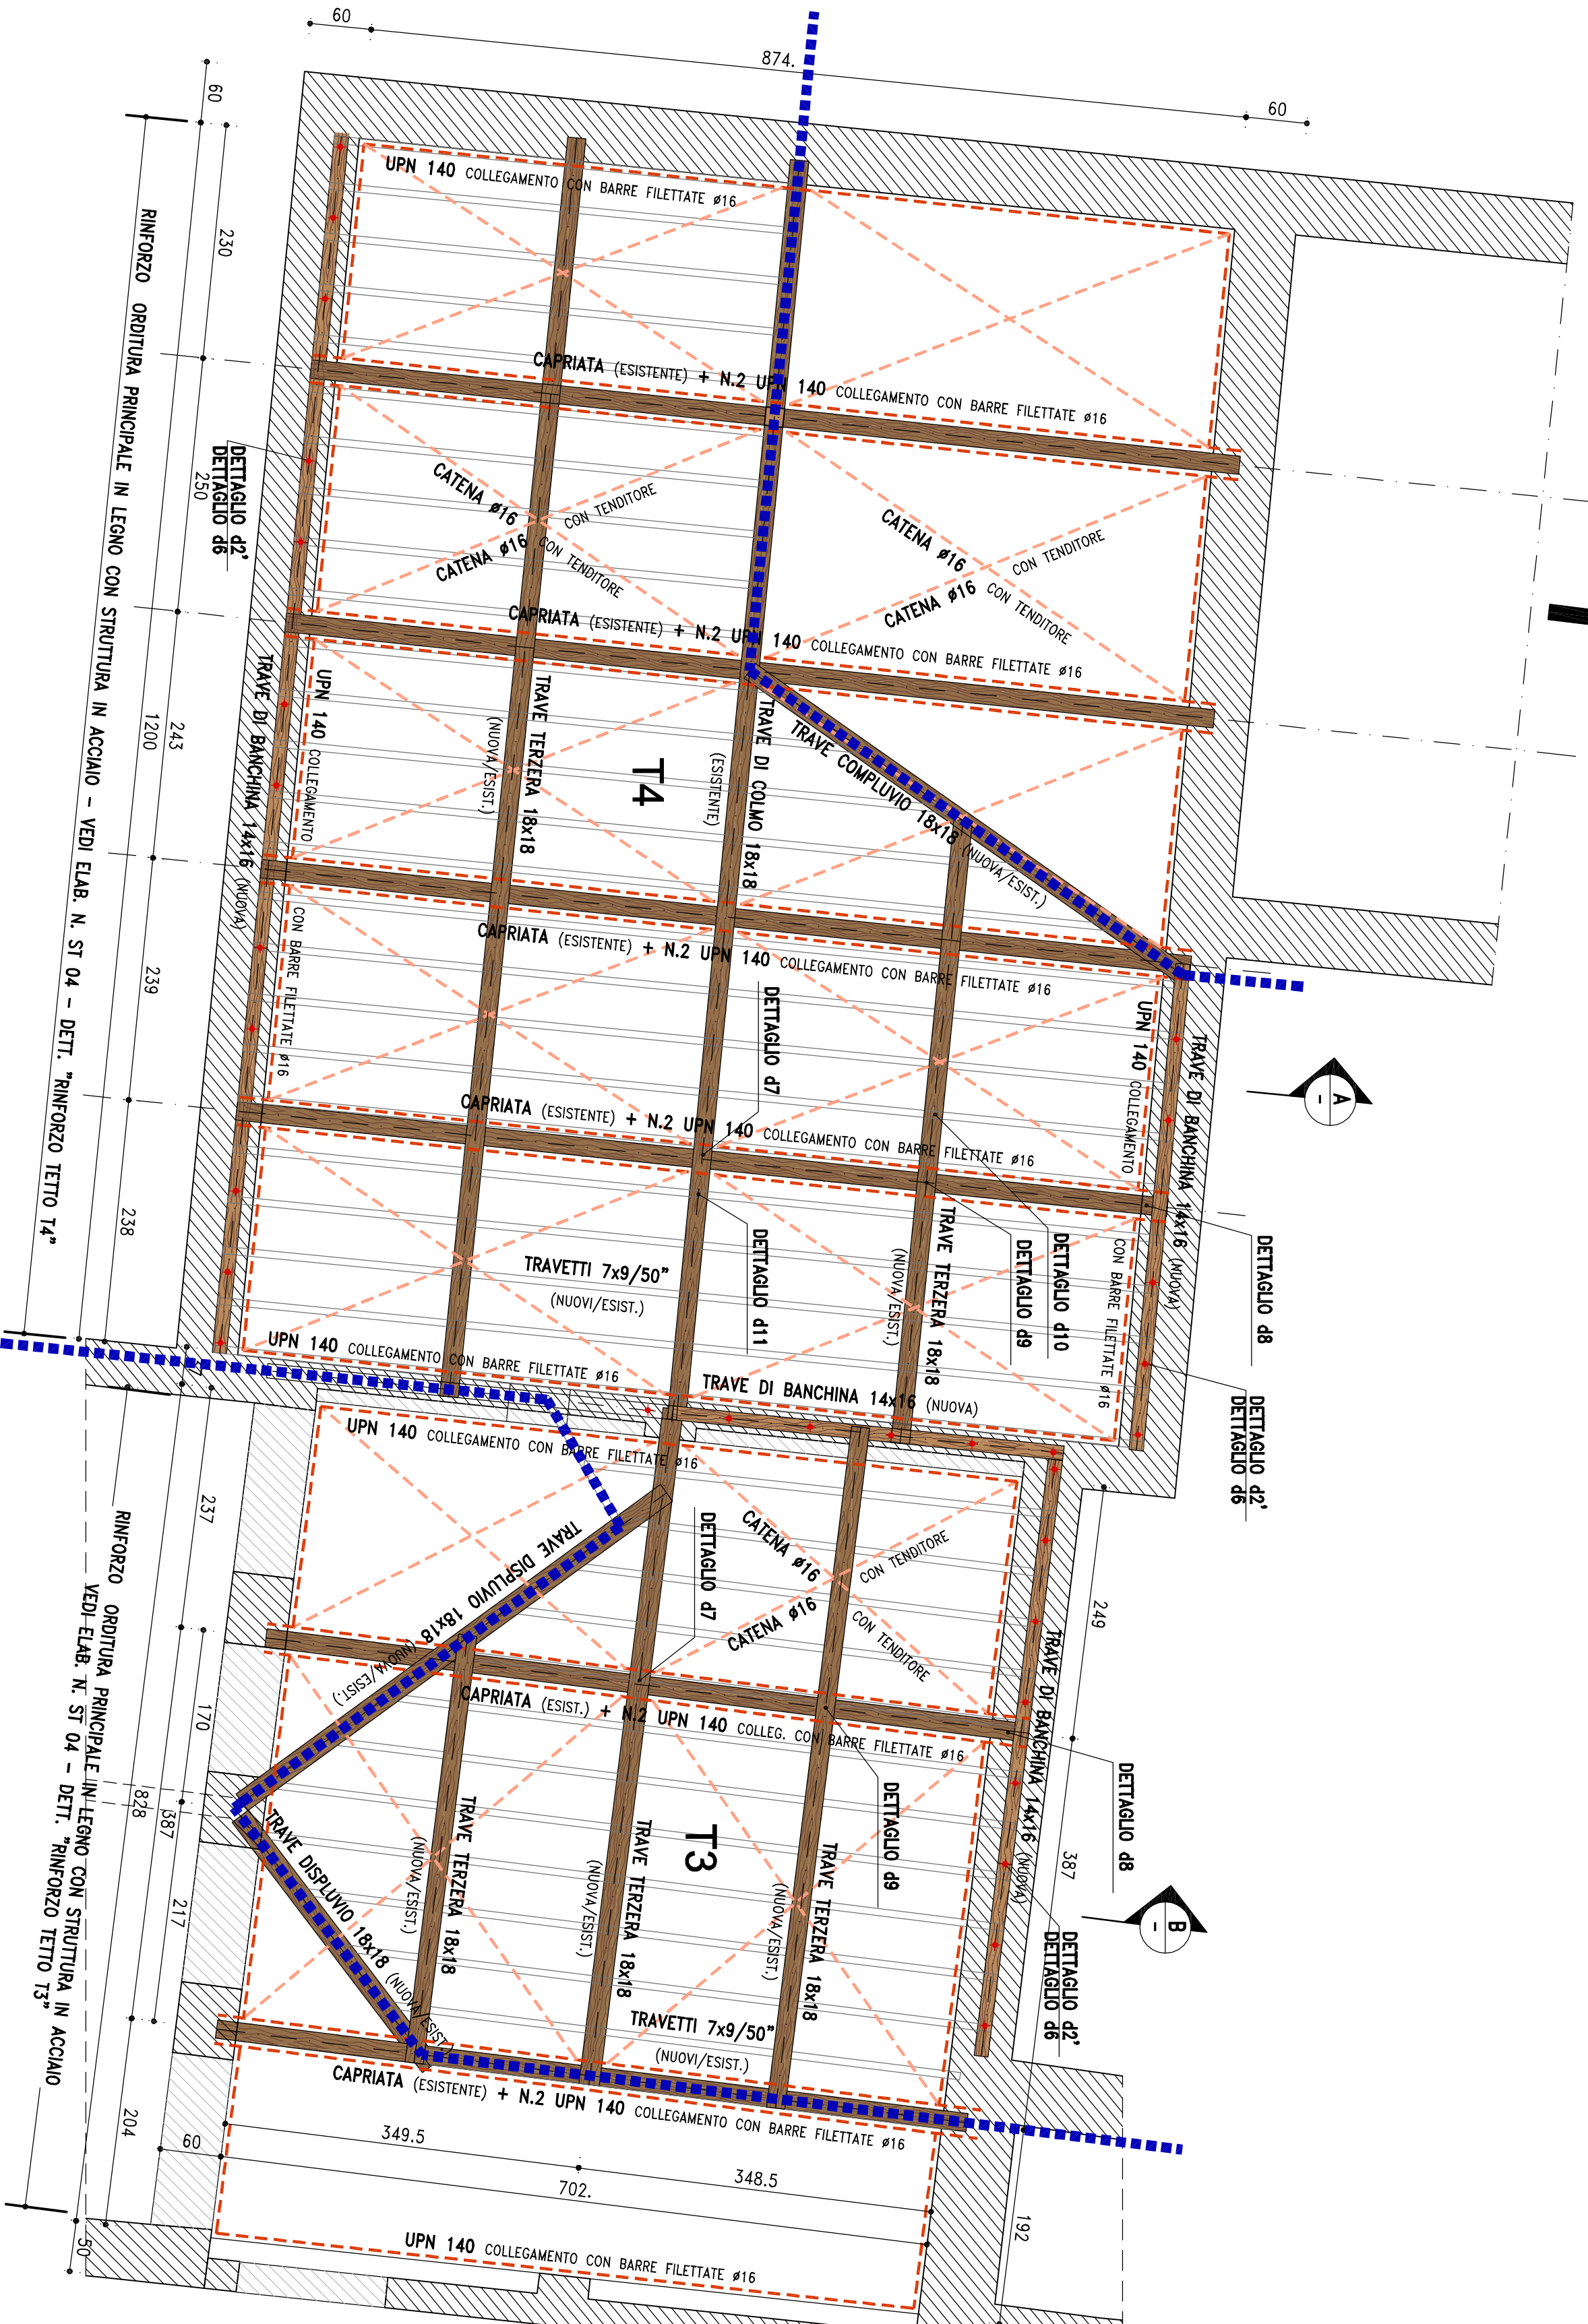 60
874.
60
60
UPN 140 COLLEGAMENTO CON BARRE FILETTATE ø16
230
RINFORZO ORDITURA PRINCIPALE IN LEGNO CON STRUTTURA IN ACCIAIO - VEDI ELAB. N. ST 04 - DETT. "RINFORZO TETTO T4"
CAPRIATA (ESISTENTE) + N.2 UPN 140 COLLEGAMENTO CON BARRE FILETTATE ø16
DETTAGLIO d2'
DETTAGLIO d6
250
CATENA ø16 CON TENDITORE
CATENA ø16 CON TENDITORE
CATENA ø16 CON TENDITORE
CATENA ø16 CON TENDITORE
CAPRIATA (ESISTENTE) + N.2 UPN 140 COLLEGAMENTO CON BARRE FILETTATE ø16
TRAVE DI BANCHINA 14x16 (NUOVA)
UPN 140 COLLEGAMENTO CON BARRE FILETTATE ø16
TRAVE TERZERA 18x18
(NUOVA/ESIST.)
T4
TRAVE DI COLMO 18x18
(ESISTENTE)
TRAVE COMPLUVIO 18x18 (NUOVA/ESIST.)
243
1200
239
238
CAPRIATA (ESISTENTE) + N.2 UPN 140 COLLEGAMENTO CON BARRE FILETTATE ø16
DETTAGLIO d7
UPN 140 COLLEGAMENTO CON BARRE FILETTATE ø16
TRAVE DI BANCHINA 14x16 (NUOVA)
A
-
CAPRIATA (ESISTENTE) + N.2 UPN 140 COLLEGAMENTO CON BARRE FILETTATE ø16
TRAVETTI 7x9/50"
(NUOVI/ESIST.)
DETTAGLIO d11
TRAVE TERZERA 18x18
(NUOVA/ESIST.)
DETTAGLIO d9
DETTAGLIO d10
DETTAGLIO d8
UPN 140 COLLEGAMENTO CON BARRE FILETTATE ø16
TRAVE DI BANCHINA 14x16 (NUOVA)
DETTAGLIO d2'
DETTAGLIO d6
UPN 140 COLLEGAMENTO CON BARRE FILETTATE ø16
237
TRAVE DISPLUVIO 18x18 (NUOVA/ESIST.)
DETTAGLIO d7
CATENA ø16 CON TENDITORE
CATENA ø16 CON TENDITORE
249
RINFORZO ORDITURA PRINCIPALE IN LEGNO CON STRUTTURA IN ACCIAIO
VEDI ELAB. N. ST 04 - DETT. "RINFORZO TETTO T3"
170
CAPRIATA (ESIST.) + N.2 UPN 140 COLLEG. CON BARRE FILETTATE ø16
TRAVE DI BANCHINA 14x16 (NUOVA)
DETTAGLIO d8
828
387
217
TRAVE DISPLUVIO 18x18 (NUOVA/ESIST.)
TRAVE TERZERA 18x18
(NUOVA/ESIST.)
TRAVE TERZERA 18x18
(NUOVA/ESIST.)
T3
TRAVE TERZERA 18x18
(NUOVA/ESIST.)
DETTAGLIO d9
387
B
-
DETTAGLIO d2'
DETTAGLIO d6
TRAVETTI 7x9/50"
(NUOVI/ESIST.)
CAPRIATA (ESISTENTE) + N.2 UPN 140 COLLEGAMENTO CON BARRE FILETTATE ø16
204
60
349.5
348.5
702.
192
UPN 140 COLLEGAMENTO CON BARRE FILETTATE ø16
50